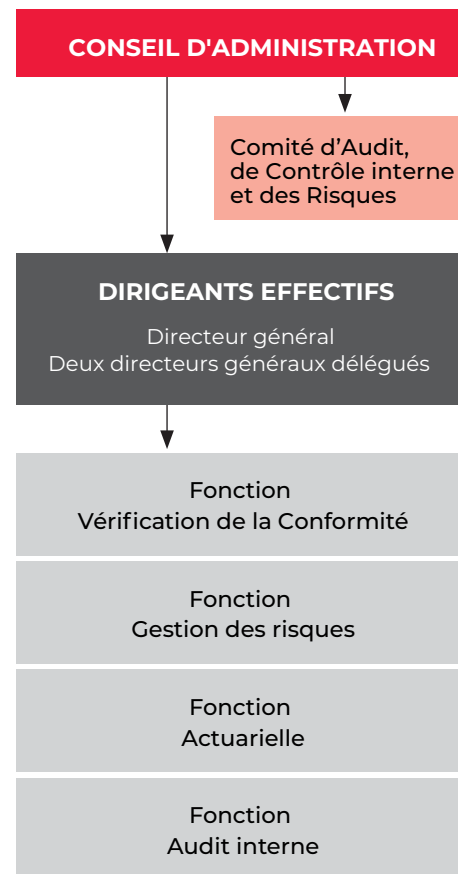 CONSEIL D'ADMINISTRATION
Comité d’Audit,
de Contrôle interne
et des Risques
DIRIGEANTS EFFECTIFS
Directeur général
Deux directeurs généraux délégués
Fonction
Vérification de la Conformité
Fonction
Gestion des risques
Fonction
Actuarielle
Fonction
Audit interne